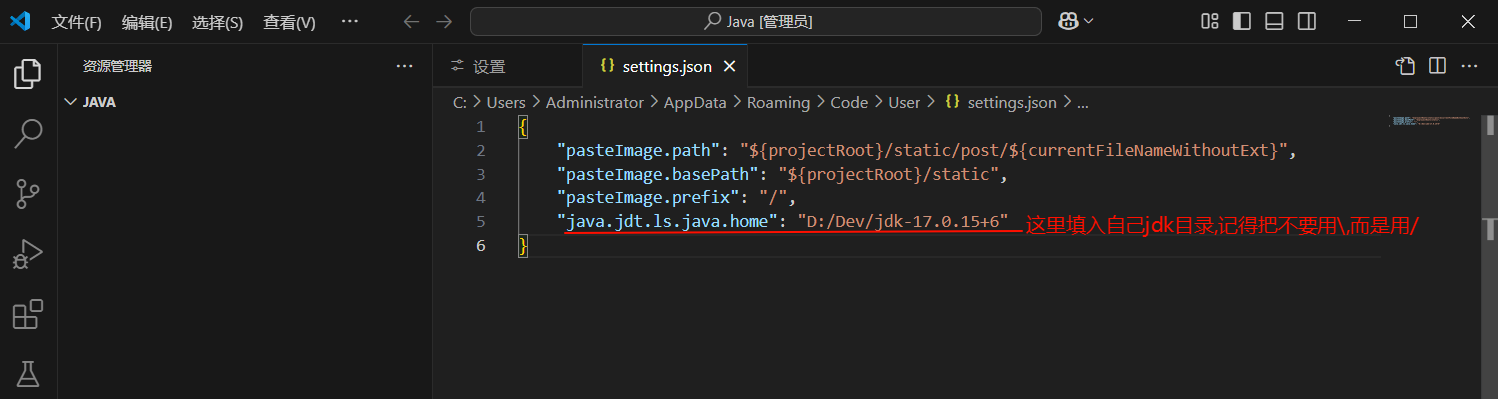 文件(F) 编辑(E) 选择(S) 查看(V) ··· Java [管理员]
资源管理器 ···
JAVA
设置 {} settings.json
C: > Users > Administrator > AppData > Roaming > Code > User > {} settings.json > ...
1 {
2 "pasteImage.path": "${projectRoot}/static/post/${currentFileNameWithoutExt}",
3 "pasteImage.basePath": "${projectRoot}/static",
4 "pasteImage.prefix": "/",
5 "java.jdt.ls.java.home": "D:/Dev/jdk-17.0.15+6" 这里填入自己jdk目录,记得把不要用\,而是用/
6 }